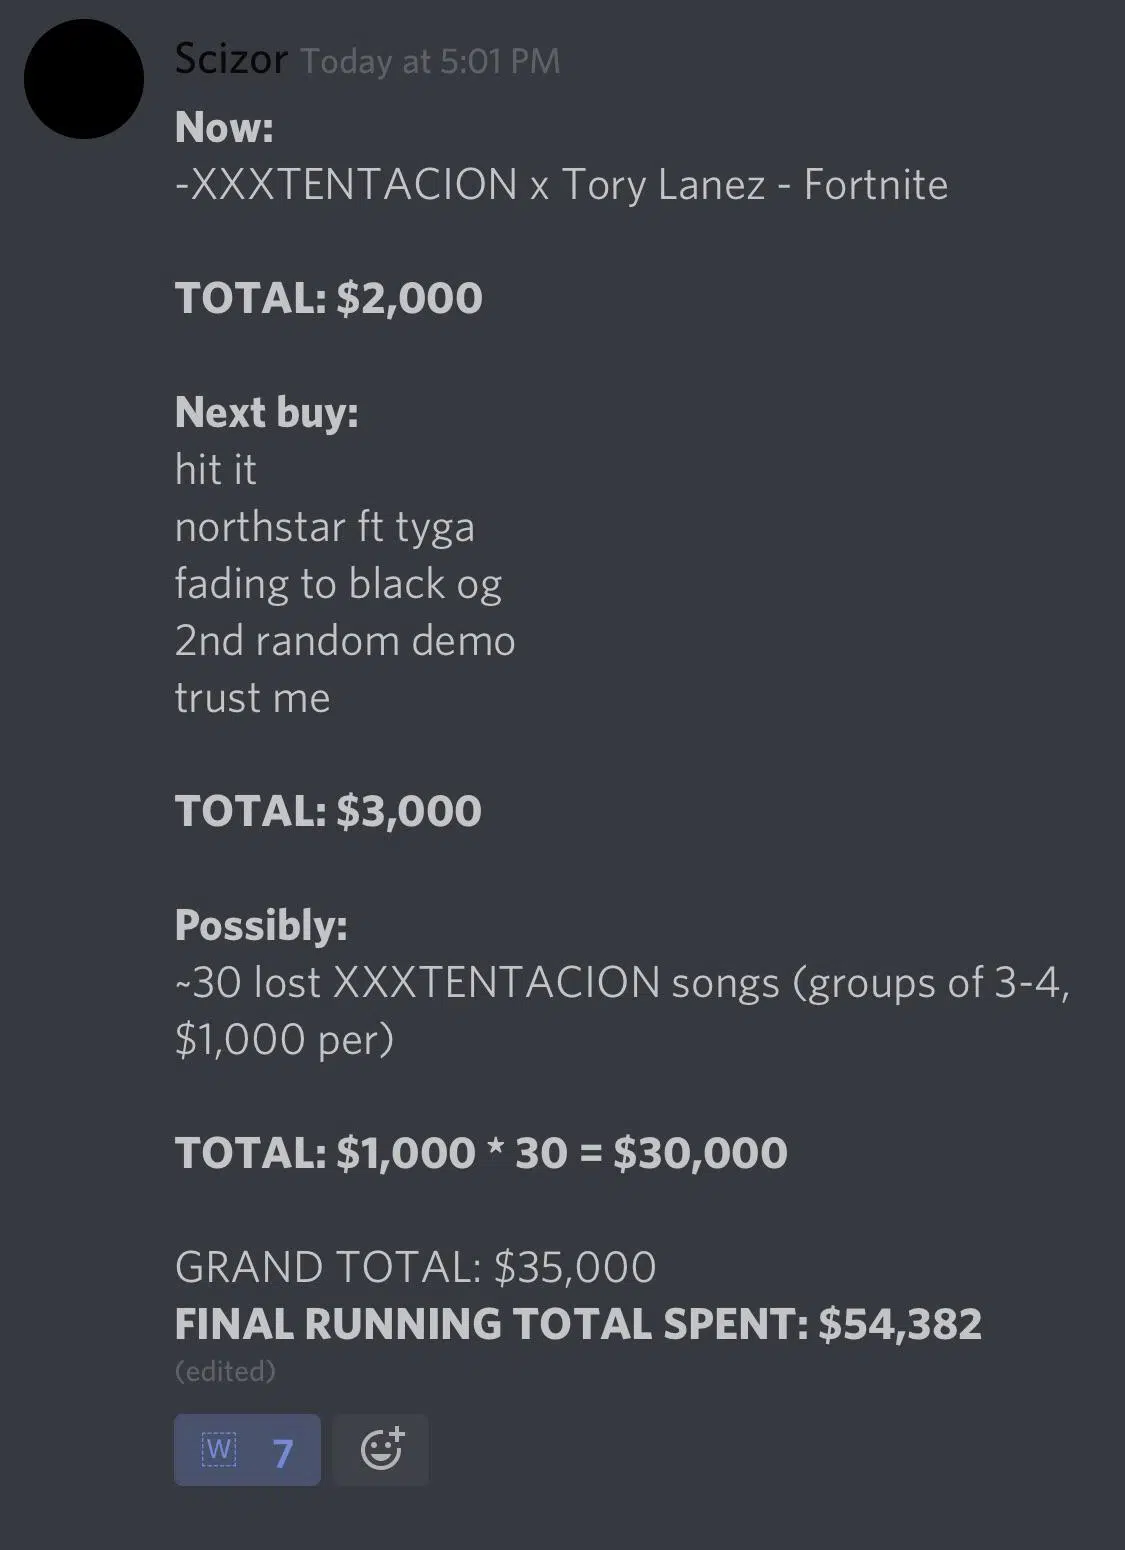 Scizor Today at 5:01 PM
Now:
-XXXTENTACION x Tory Lanez - Fortnite
TOTAL: $2,000
Next buy:
hit it
northstar ft tyga
fading to black og
2nd random demo
trust me
TOTAL: $3,000
Possibly:
~30 lost XXXTENTACION songs (groups of 3-4,
$1,000 per)
TOTAL: $1,000 * 30 = $30,000
GRAND TOTAL: $35,000
FINAL RUNNING TOTAL SPENT: $54,382
(edited)
W 7